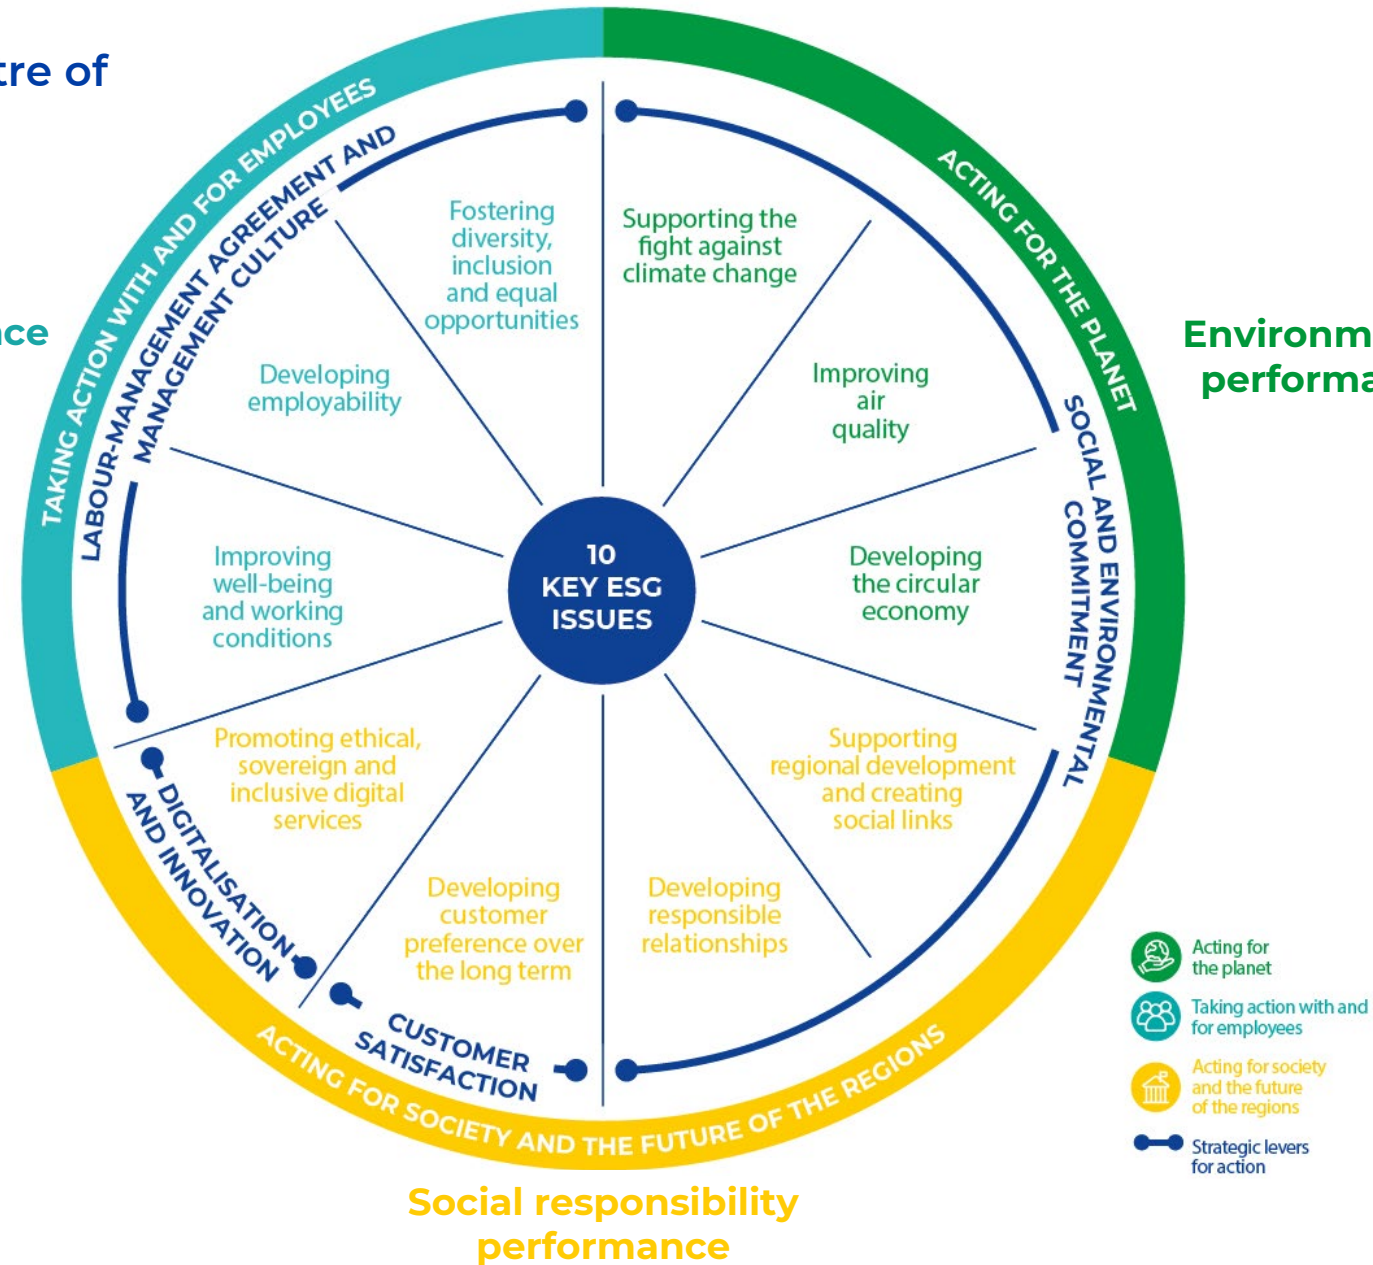 tre of
nce
TAKING ACTION WITH AND FOR EMPLOYEES
LABOUR-MANAGEMENT AGREEMENT AND
MANAGEMENT CULTURE
ACTING FOR THE PLANET
SOCIAL AND ENVIRONMENTAL
COMMITMENT
Environm
performa
Fostering
diversity,
inclusion
and equal
opportunities
Supporting the
fight against
climate change
Developing
employability
Improving
air
quality
Improving
well-being
and working
conditions
10
KEY ESG
ISSUES
Developing
the circular
economy
Promoting ethical,
sovereign and
inclusive digital
services
Supporting
regional development
and creating
social links
Developing
customer
preference over
the long term
Developing
responsible
relationships
DIGITALISATION
AND INNOVATION
CUSTOMER
SATISFACTION
ACTING FOR SOCIETY AND THE FUTURE OF THE REGIONS
Social responsibility
performance
Acting for
the planet
Taking action with and
for employees
Acting for society
and the future
of the regions
Strategic levers
for action